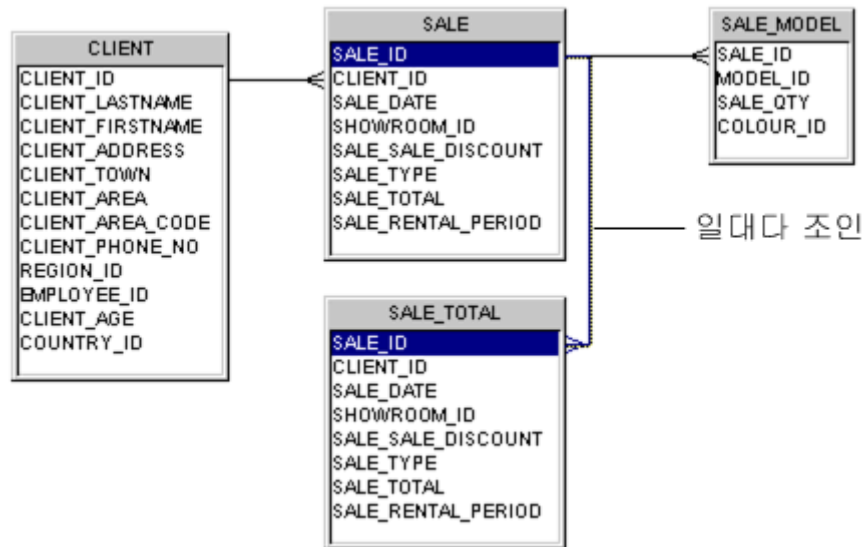 CLIENT
CLIENT_ID
CLIENT_LASTNAME
CLIENT_FIRSTNAME
CLIENT_ADDRESS
CLIENT_TOWN
CLIENT_AREA
CLIENT_AREA_CODE
CLIENT_PHONE_NO
REGION_ID
EMPLOYEE_ID
CLIENT_AGE
COUNTRY_ID
SALE
SALE_ID
CLIENT_ID
SALE_DATE
SHOWROOM_ID
SALE_SALE_DISCOUNT
SALE_TYPE
SALE_TOTAL
SALE_RENTAL_PERIOD
SALE_MODEL
SALE_ID
MODEL_ID
SALE_QTY
COLOUR_ID
일대다 조인
SALE_TOTAL
SALE_ID
CLIENT_ID
SALE_DATE
SHOWROOM_ID
SALE_SALE_DISCOUNT
SALE_TYPE
SALE_TOTAL
SALE_RENTAL_PERIOD